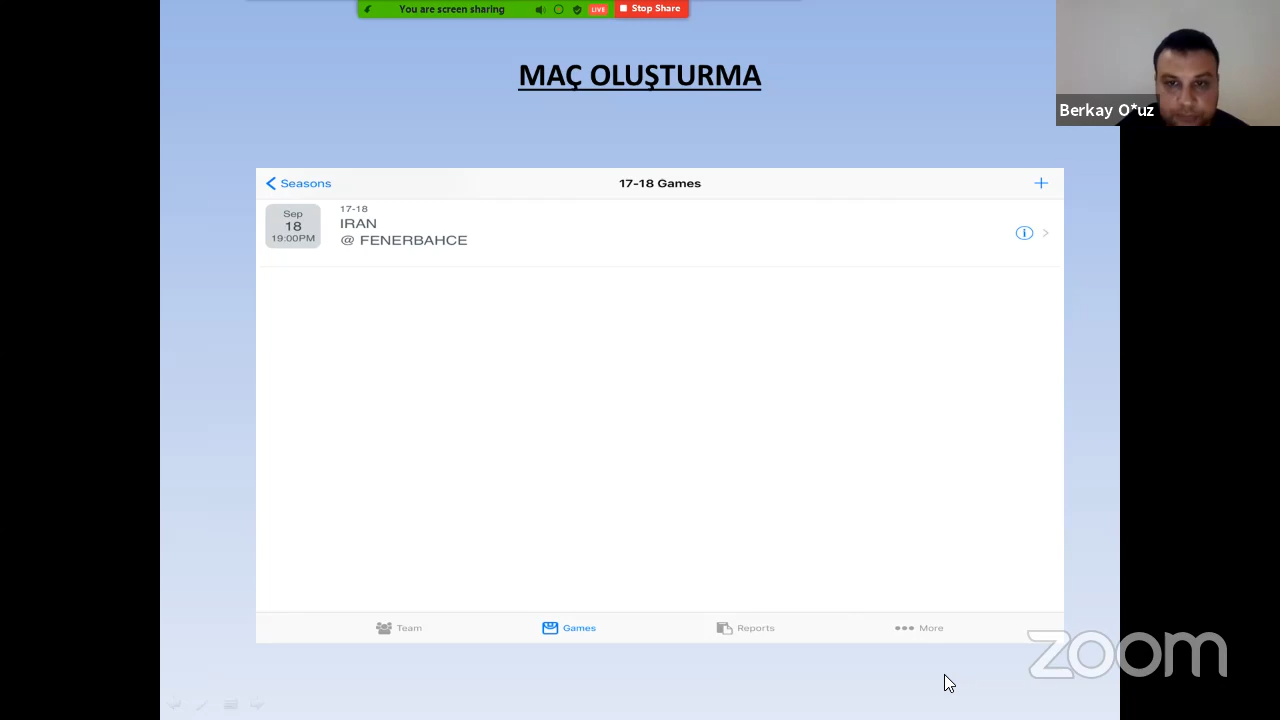 You are screen sharing LIVE Stop Share
MAÇ OLUŞTURMA
Berkay O*uz
Seasons 17-18 Games +
Sep
18
19:00PM
17-18
IRAN
@ FENERBAHCE
Team Games Reports More
zoom